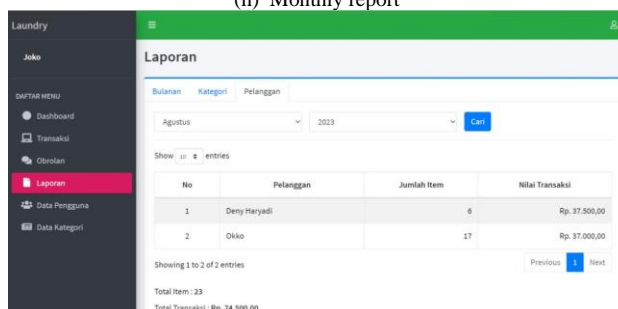 (h) Monthly report
Laundry
Joko
Laporan
DAFTAR MENU
Bulanan Kategori Pelanggan
Dashboard
Agustus 2023 Cari
Transaksi
Obrolan
Show 10 entries
Laporan
No Pelanggan Jumlah Item Nilai Transaksi
Data Pengguna
1 Deny Haryadi 6 Rp. 37.500,00
Data Kategori
2 Okko 17 Rp. 37.000,00
Showing 1 to 2 of 2 entries Previous 1 Next
Total Item : 23
Total Transaksi : Rp. 74.500,00